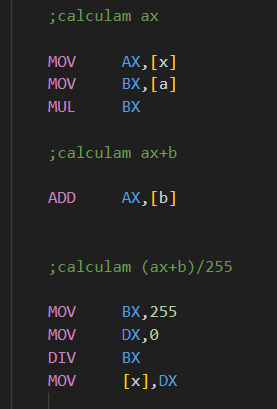 ;calculam ax
MOV AX,[x]
MOV BX,[a]
MUL BX
;calculam ax+b
ADD AX,[b]
;calculam (ax+b)/255
MOV BX,255
MOV DX,0
DIV BX
MOV [x],DX